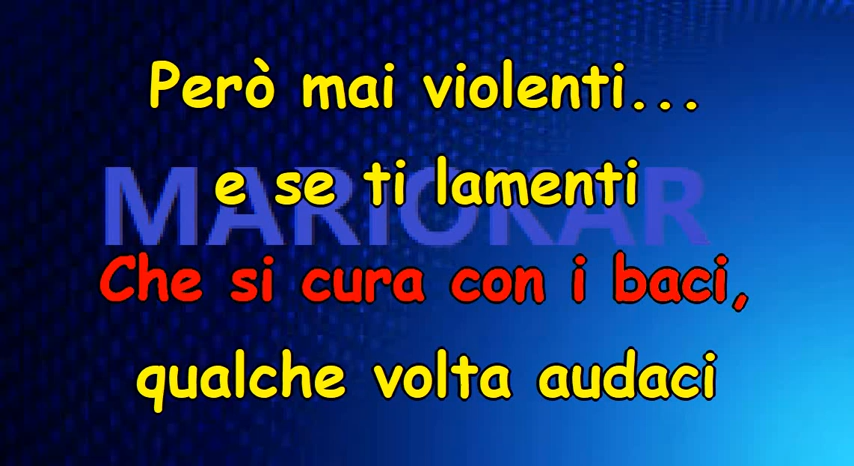 Però mai violenti...
e se ti lamenti
MARIOKAR
Che si cura con i baci,
qualche volta audaci